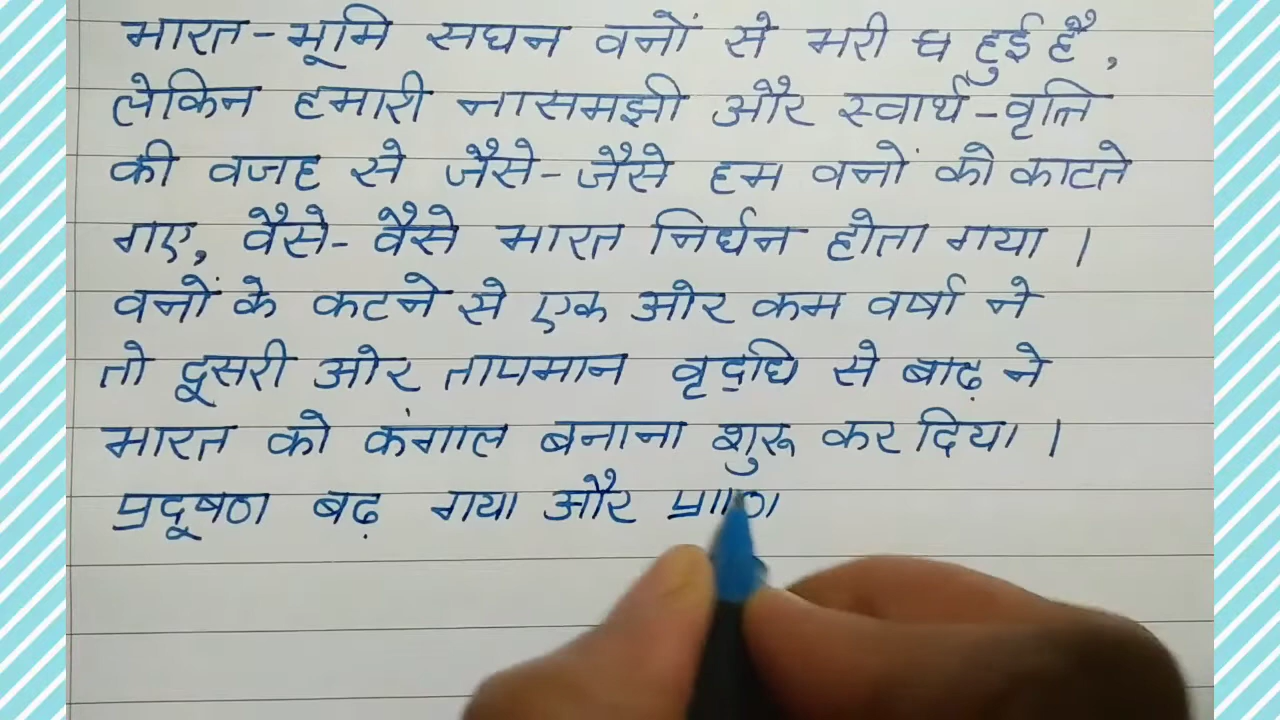 भारत-भूमि सघन वनों से भरी हुई है,
लेकिन हमारी नासमझी और स्वार्थ-वृत्ति
की वजह से जैसे-जैसे हम वनों को काटते
गए, वैसे-वैसे भारत निर्धन होता गया।
वनों के कटने से एक ओर कम वर्षा ने
तो दूसरी ओर तापमान वृद्धि से बाढ़ ने
भारत को कंगाल बनाना शुरू कर दिया।
प्रदूषण बढ़ गया और प्राण